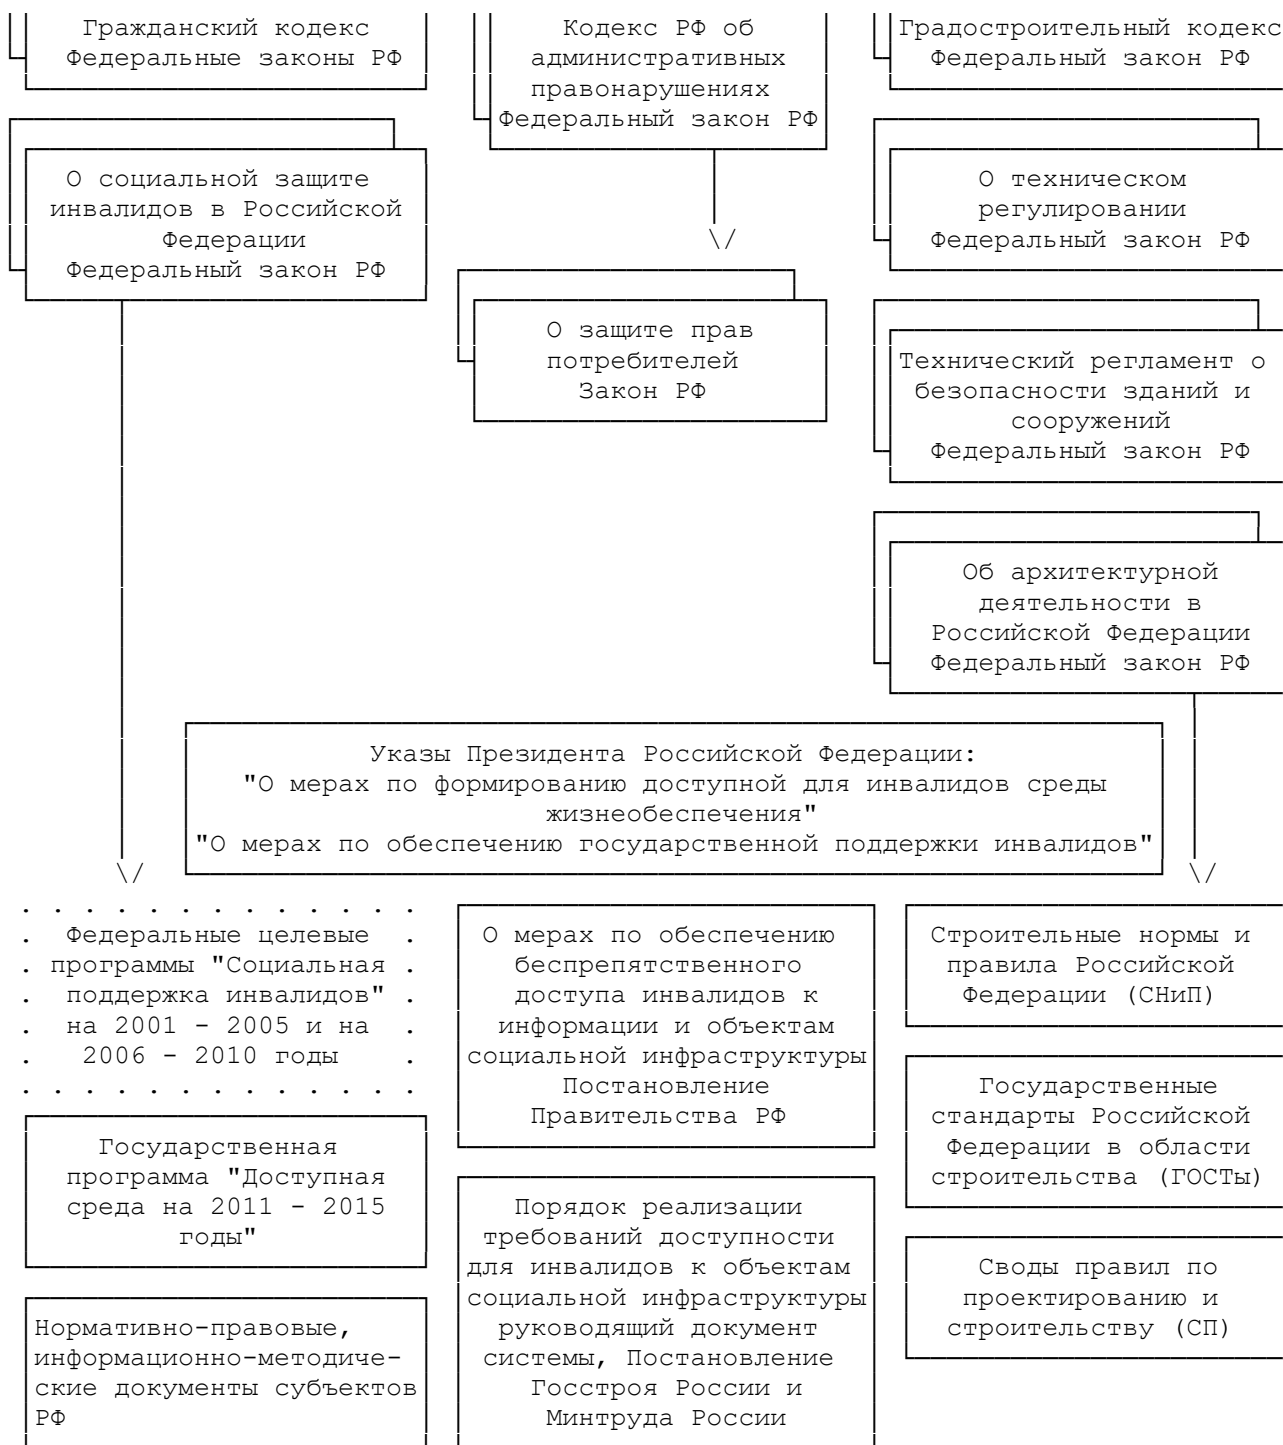 Гражданский кодекс
Федеральные законы РФ
Кодекс РФ об
административных
правонарушениях
Федеральный закон РФ
Градостроительный кодекс
Федеральный закон РФ
О социальной защите
инвалидов в Российской
Федерации
Федеральный закон РФ
О техническом
регулировании
Федеральный закон РФ
О защите прав
потребителей
Закон РФ
Технический регламент о
безопасности зданий и
сооружений
Федеральный закон РФ
Об архитектурной
деятельности в
Российской Федерации
Федеральный закон РФ
Указы Президента Российской Федерации:
"О мерах по формированию доступной для инвалидов среды
жизнеобеспечения"
"О мерах по обеспечению государственной поддержки инвалидов"
Федеральные целевые
программы "Социальная
поддержка инвалидов"
на 2001 - 2005 и на
2006 - 2010 годы
Государственная
программа "Доступная
среда на 2011 - 2015
годы"
Нормативно-правовые,
информационно-методиче-
ские документы субъектов
РФ
О мерах по обеспечению
беспрепятственного
доступа инвалидов к
информации и объектам
социальной инфраструктуры
Постановление
Правительства РФ
Порядок реализации
требований доступности
для инвалидов к объектам
социальной инфраструктуры
руководящий документ
системы, Постановление
Госстроя России и
Минтруда России
Строительные нормы и
правила Российской
Федерации (СНиП)
Государственные
стандарты Российской
Федерации в области
строительства (ГОСТы)
Своды правил по
проектированию и
строительству (СП)